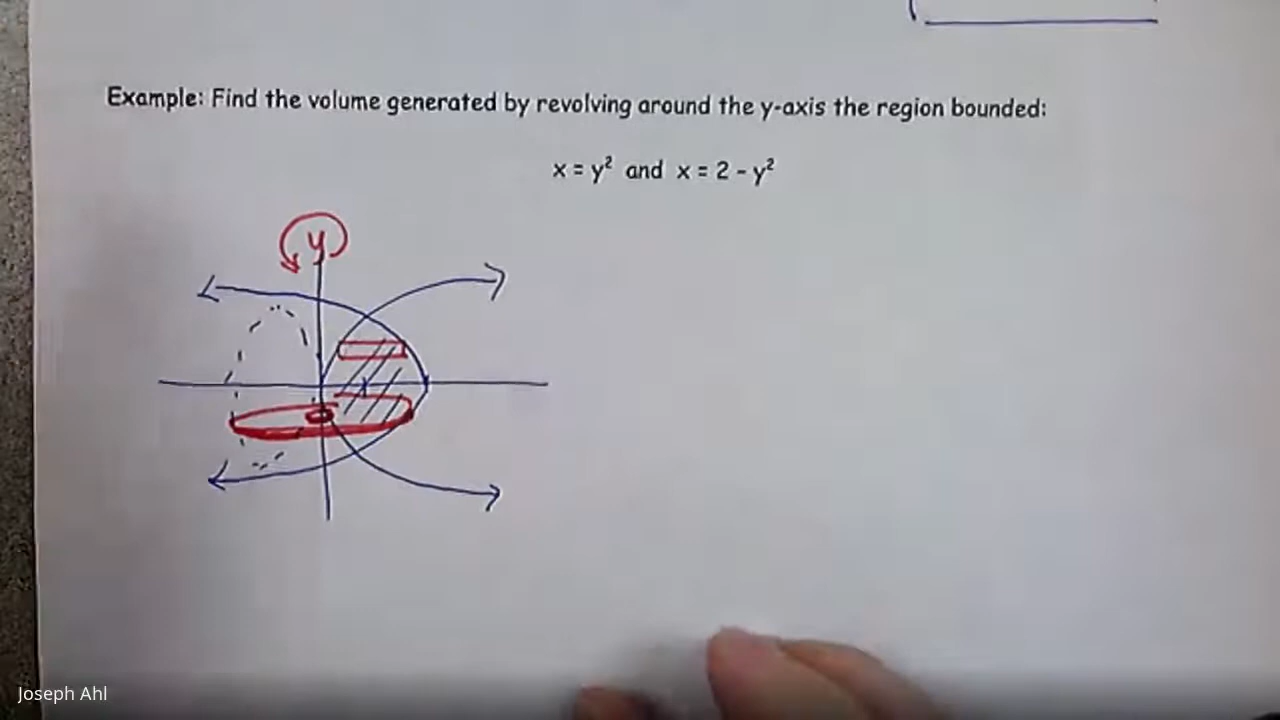 Example: Find the volume generated by revolving around the y-axis the region bounded:
x = y² and x = 2 - y²
y
Joseph Ahl